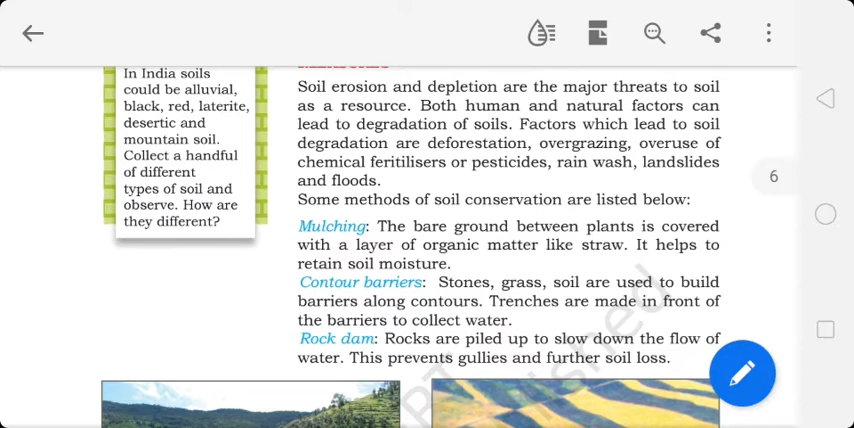 In India soils
could be alluvial,
black, red, laterite,
desertic and
mountain soil.
Collect a handful
of different
types of soil and
observe. How are
they different?
Soil erosion and depletion are the major threats to soil
as a resource. Both human and natural factors can
lead to degradation of soils. Factors which lead to soil
degradation are deforestation, overgrazing, overuse of
chemical feritilisers or pesticides, rain wash, landslides
and floods.
Some methods of soil conservation are listed below:
Mulching: The bare ground between plants is covered
with a layer of organic matter like straw. It helps to
retain soil moisture.
Contour barriers: Stones, grass, soil are used to build
barriers along contours. Trenches are made in front of
the barriers to collect water.
Rock dam: Rocks are piled up to slow down the flow of
water. This prevents gullies and further soil loss.
6